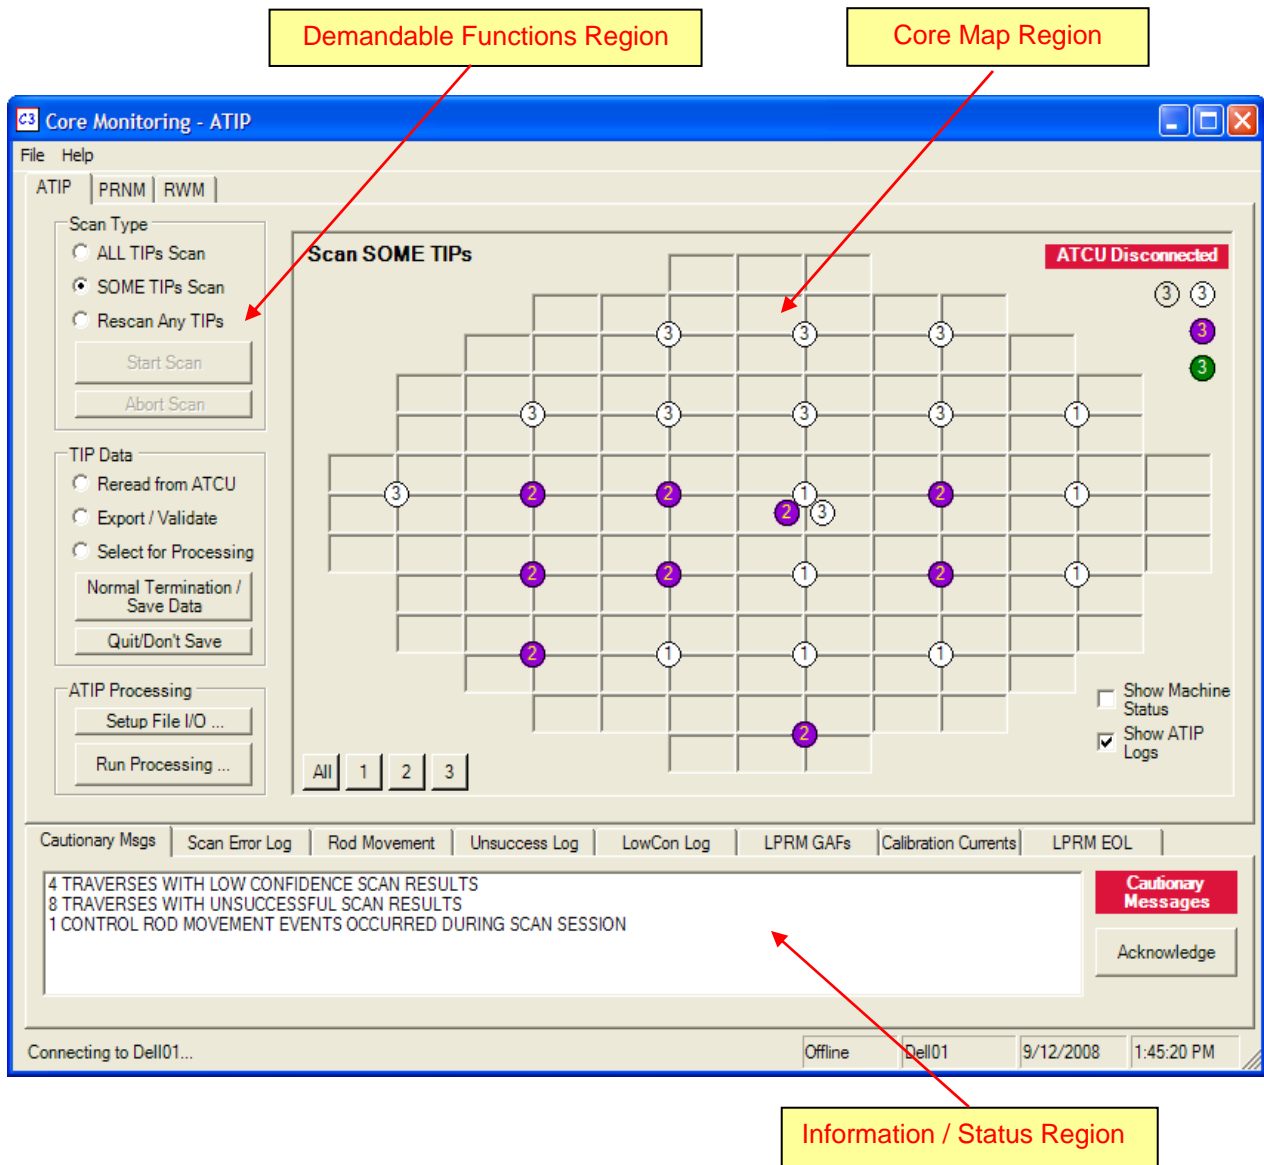 Demandable Functions Region
Core Map Region
C3 Core Monitoring - ATIP
File Help
ATIP PRNM RWM
Scan Type
ALL TIPs Scan
SOME TIPs Scan
Rescan Any TIPs
Start Scan
Abort Scan
TIP Data
Reread from ATCU
Export / Validate
Select for Processing
Normal Termination /
Save Data
Quit/Don't Save
ATIP Processing
Setup File I/O ...
Run Processing ...
Scan SOME TIPs
ATCU Disconnected
3 3
3
3
3 3 3
3 3 3 3 1
3 2 2 1 2 1
2 3
2 2 1 2 1
2 1 1 1
2
Show Machine
Status
Show ATIP
Logs
All 1 2 3
Cautionary Msgs Scan Error Log Rod Movement Unsuccess Log LowCon Log LPRM GAFs Calibration Currents LPRM EOL
4 TRAVERSES WITH LOW CONFIDENCE SCAN RESULTS
8 TRAVERSES WITH UNSUCCESSFUL SCAN RESULTS
1 CONTROL ROD MOVEMENT EVENTS OCCURRED DURING SCAN SESSION
Cautionary
Messages
Acknowledge
Connecting to Dell01... Offline Dell01 9/12/2008 1:45:20 PM
Information / Status Region